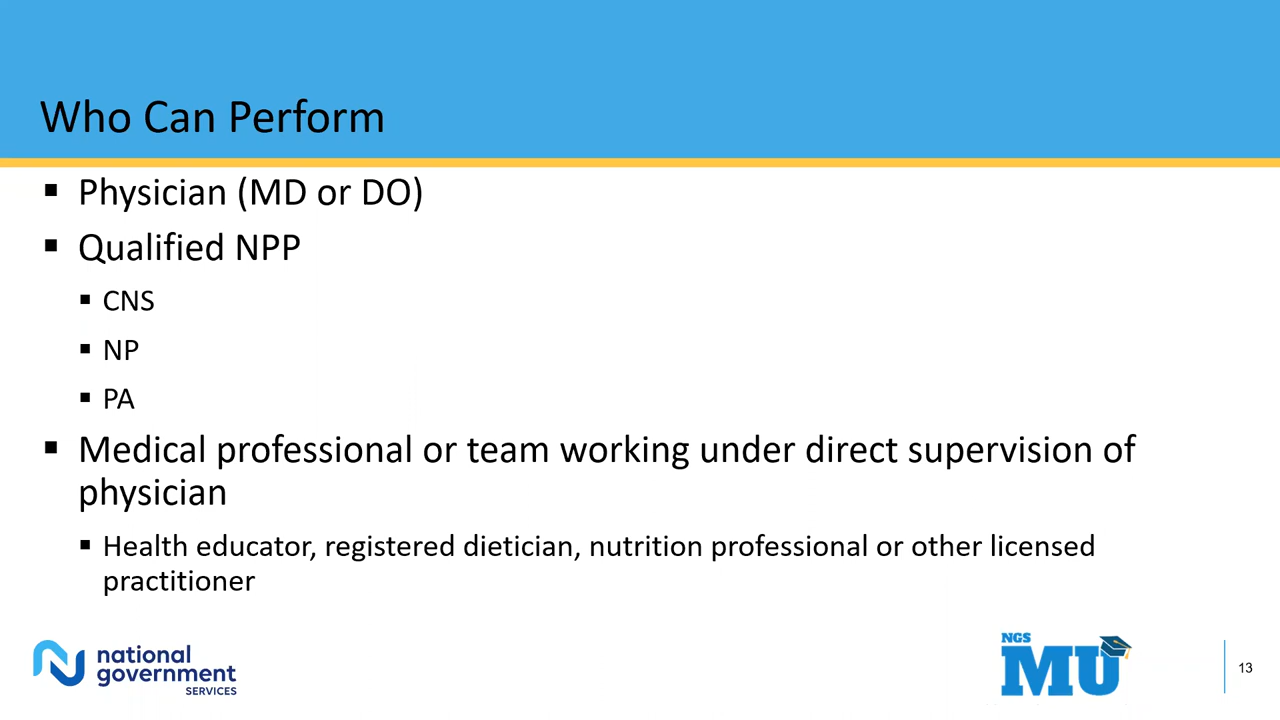 Who Can Perform
▪ Physician (MD or DO)
▪ Qualified NPP
▪ CNS
▪ NP
▪ PA
▪ Medical professional or team working under direct supervision of
physician
▪ Health educator, registered dietician, nutrition professional or other licensed
practitioner
national
government
SERVICES
NGS
MU
13